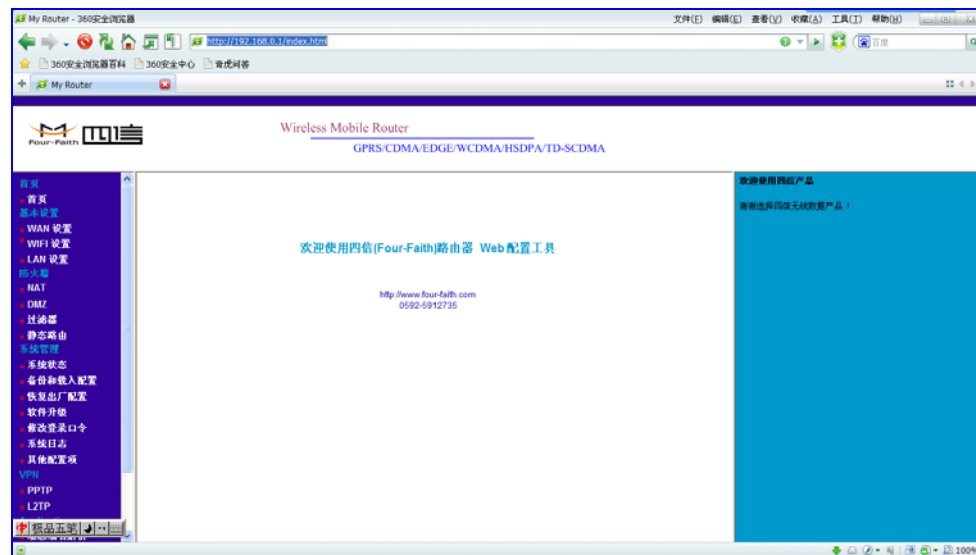 My Router - 360安全浏览器
文件(F) 编辑(E) 查看(V) 收藏(A) 工具(T) 帮助(H)
http://192.168.0.1/index.html
百度
360安全浏览器百科 360安全中心 奇虎问答
My Router
Four-Faith 四信
Wireless Mobile Router
GPRS/CDMA/EDGE/WCDMA/HSDPA/TD-SCDMA
首页
首页
基本设置
WAN 设置
WIFI 设置
LAN 设置
防火墙
NAT
DMZ
过滤器
静态路由
系统管理
系统状态
备份和载入配置
恢复出厂配置
软件升级
修改登录口令
系统日志
其他配置项
VPN
PPTP
L2TP
中 极品五笔
欢迎使用四信(Four-Faith)路由器 Web配置工具
http://www.four-faith.com
0592-5912735
欢迎使用四信产品
谢谢选择四信无线数据产品！
100%